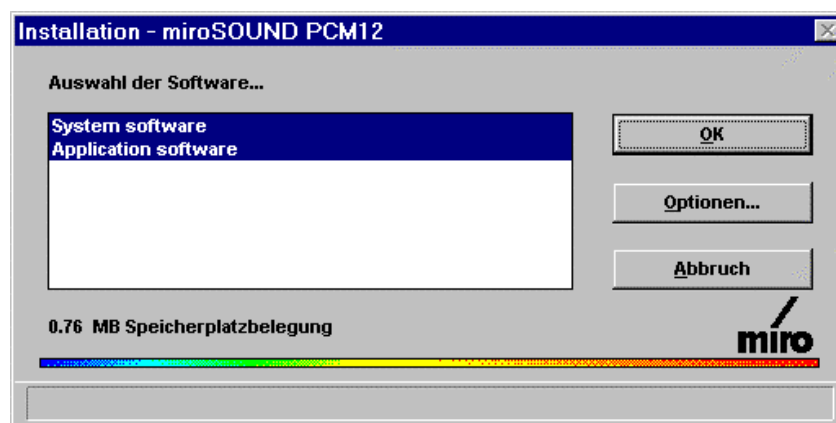 Installation - miroSOUND PCM12
Auswahl der Software...
System software
Application software
OK
Optionen...
Abbruch
0.76 MB Speicherplatzbelegung
miro